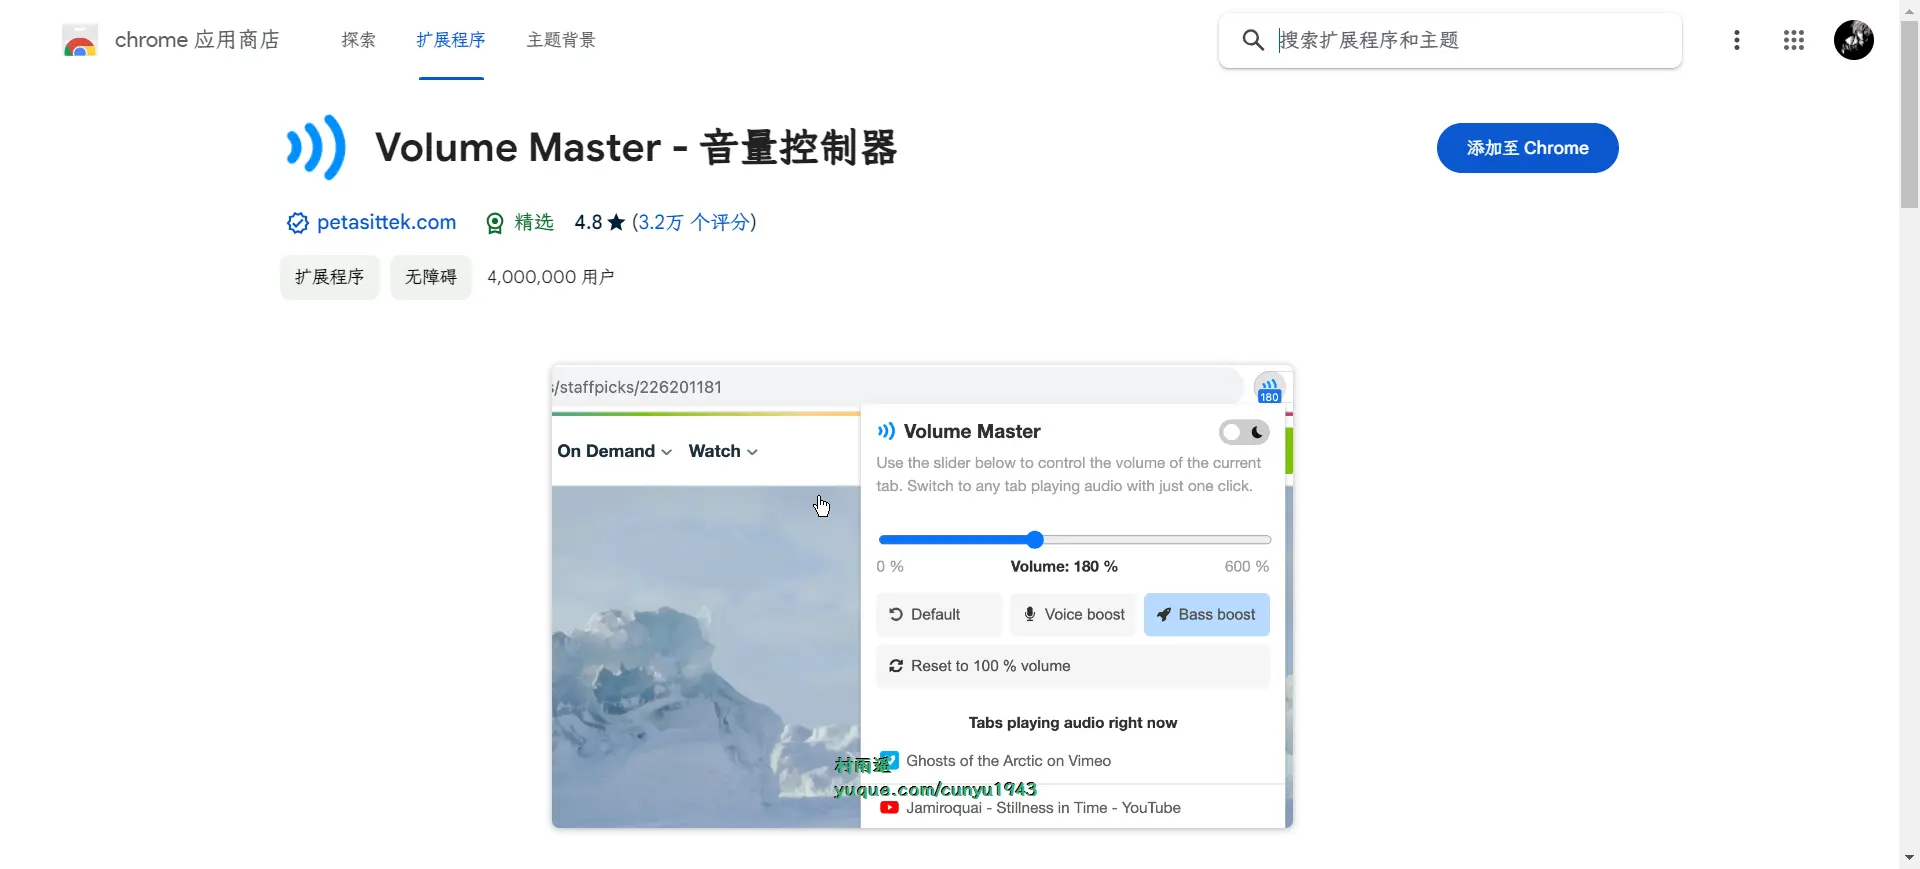 chrome 应用商店
探索
扩展程序
主题背景
搜索扩展程序和主题
Volume Master - 音量控制器
添加至 Chrome
petasittek.com
精选
4.8 ★ (3.2万 个评分)
扩展程序
无障碍
4,000,000 用户
s/staffpicks/226201181
180
On Demand
Watch
Volume Master
Use the slider below to control the volume of the current
tab. Switch to any tab playing audio with just one click.
0 %
Volume: 180 %
600 %
Default
Voice boost
Bass boost
Reset to 100 % volume
Tabs playing audio right now
Ghosts of the Arctic on Vimeo
村雨遥
yuque.com/cunyu1943
Jamiroquai - Stillness in Time - YouTube